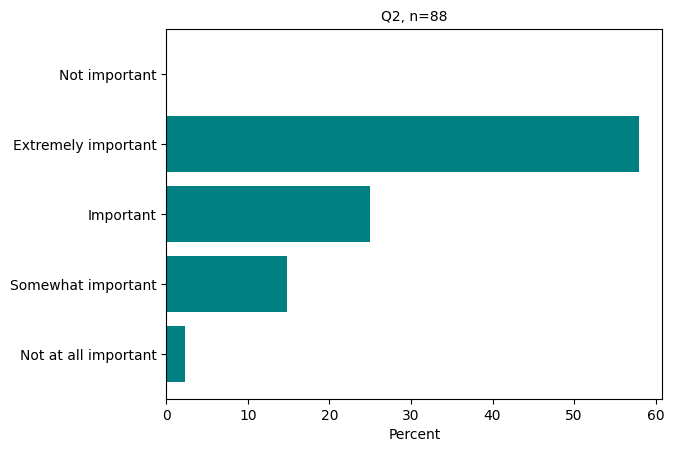 Q2, n=88
Not important
Extremely important
Important
Somewhat important
Not at all important
0 10 20 30 40 50 60
Percent